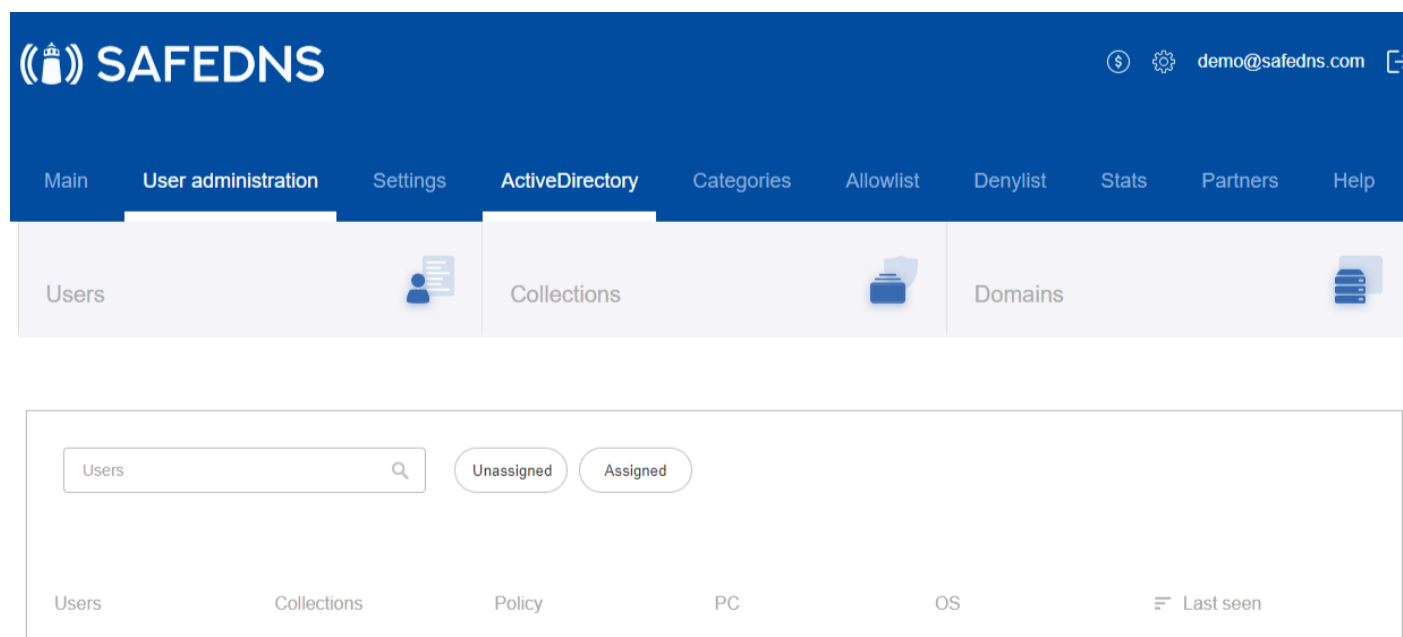 SAFEDNS
$ demo@safedns.com
Main User administration Settings ActiveDirectory Categories Allowlist Denylist Stats Partners Help
Users Collections Domains
Users Unassigned Assigned
Users Collections Policy PC OS Last seen